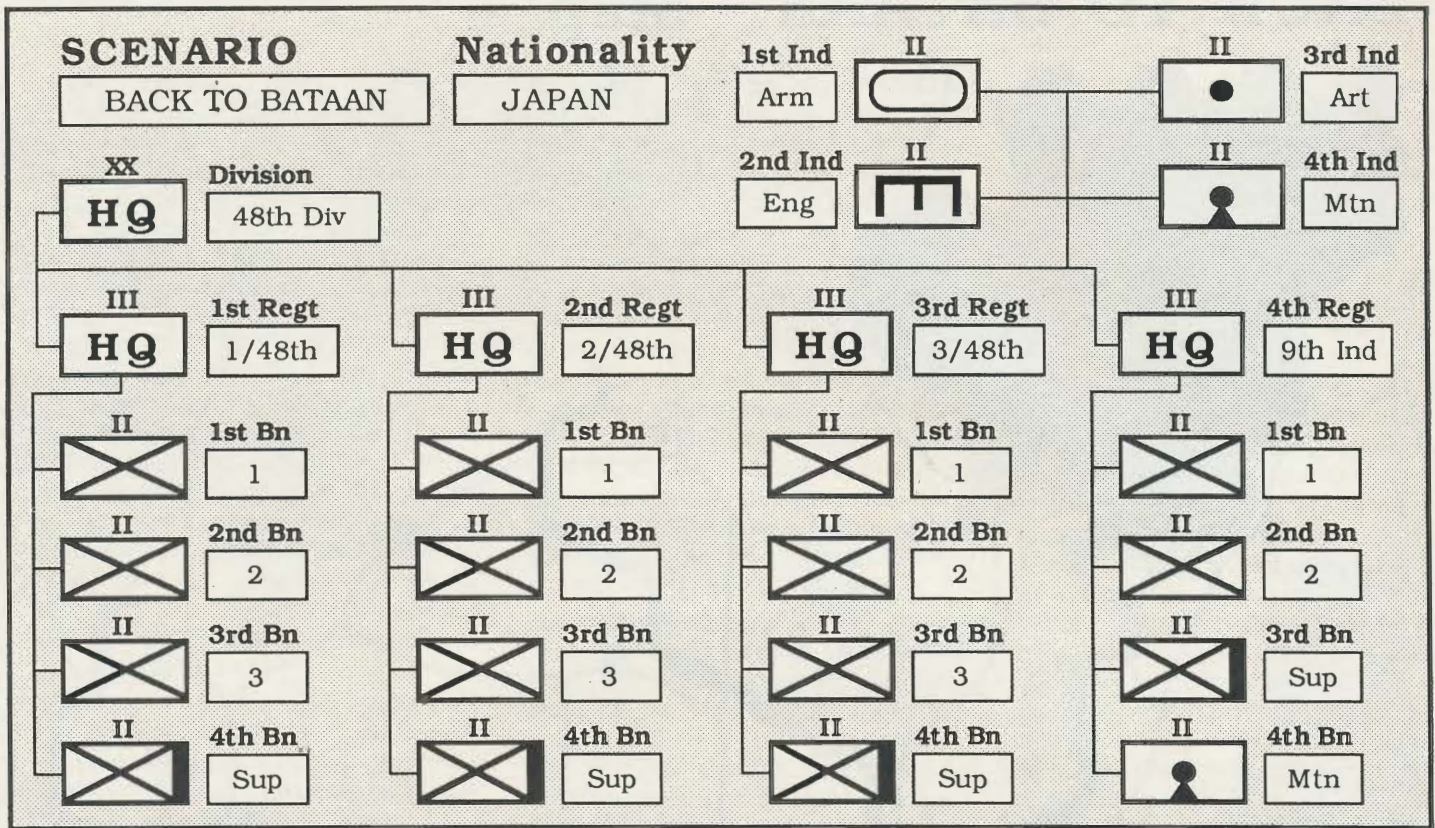 SCENARIO Nationality
BACK TO BATAAN JAPAN
1st Ind II II 3rd Ind
Arm Art
2nd Ind II II 4th Ind
Eng Mtn
XX Division
HQ 48th Div
III 1st Regt III 2nd Regt III 3rd Regt III 4th Regt
HQ 1/48th HQ 2/48th HQ 3/48th HQ 9th Ind
II 1st Bn II 1st Bn II 1st Bn II 1st Bn
1 1 1 1
II 2nd Bn II 2nd Bn II 2nd Bn II 2nd Bn
2 2 2 2
II 3rd Bn II 3rd Bn II 3rd Bn II 3rd Bn
3 3 3 Sup
II 4th Bn II 4th Bn II 4th Bn II 4th Bn
Sup Sup Sup Mtn